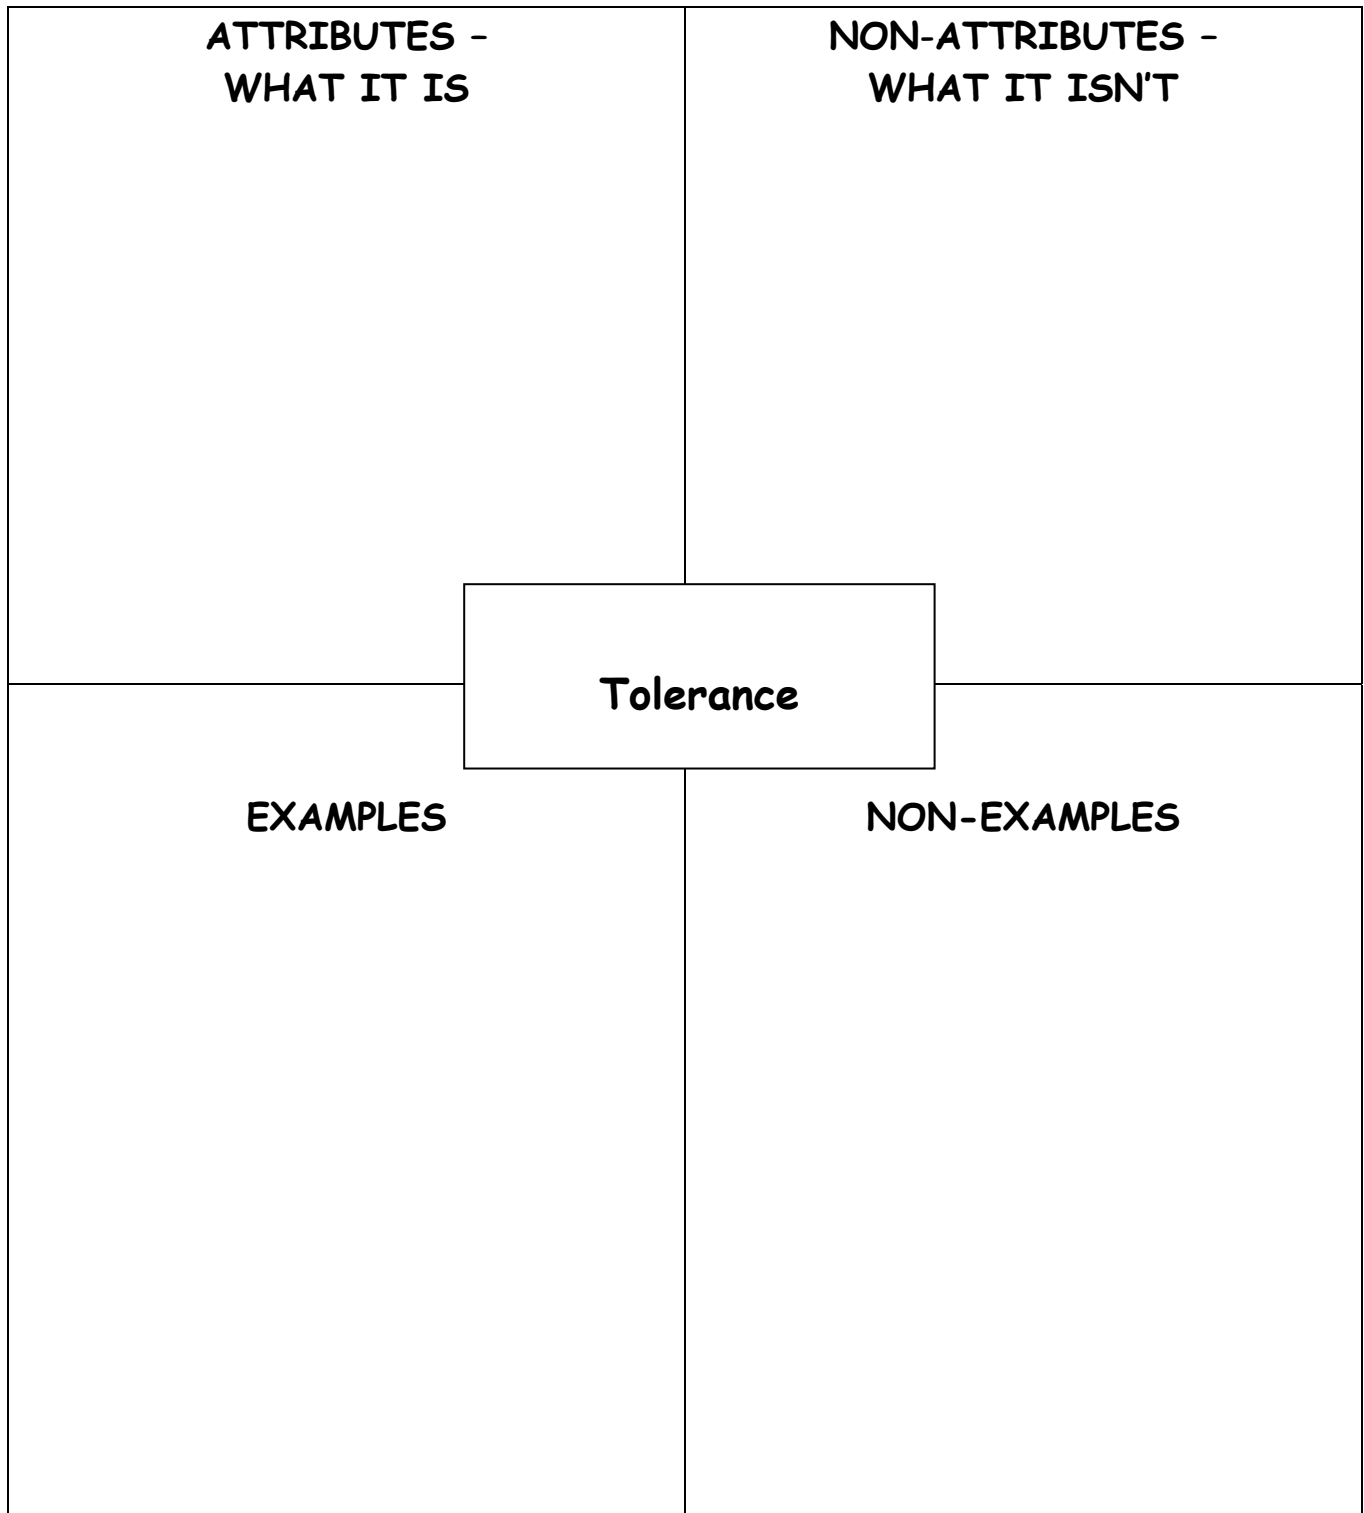 ATTRIBUTES –
WHAT IT IS
NON-ATTRIBUTES –
WHAT IT ISN'T
Tolerance
EXAMPLES
NON-EXAMPLES